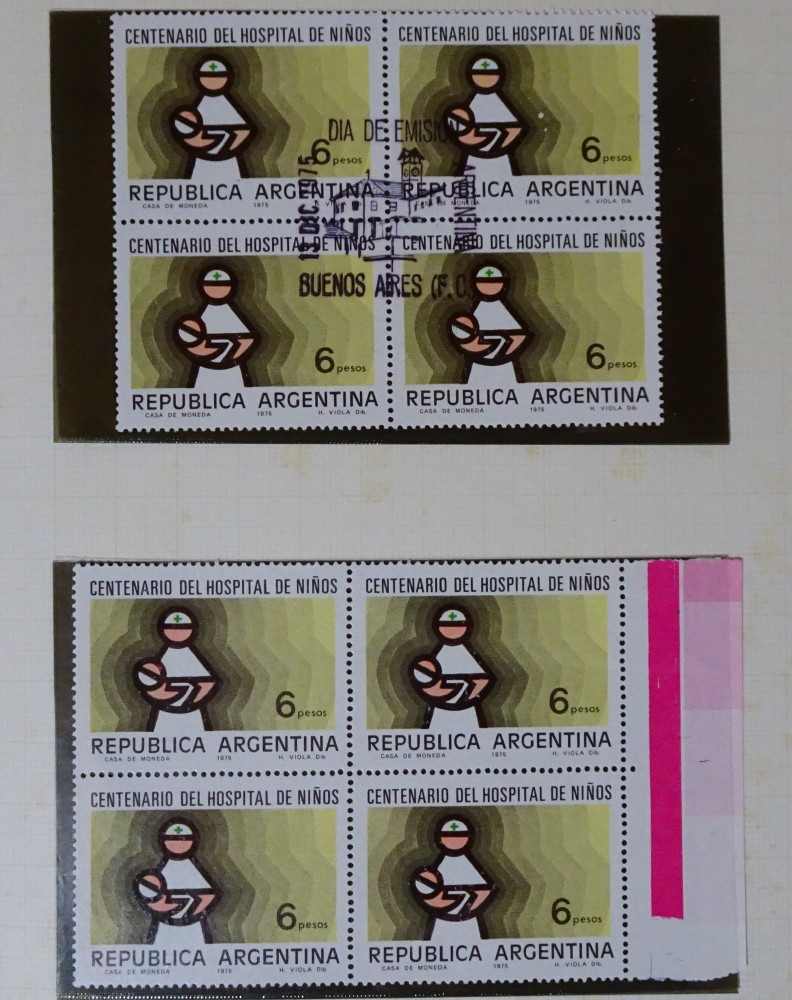 CENTENARIO DEL HOSPITAL DE NIÑOS CENTENARIO DEL HOSPITAL DE NIÑOS
DIA DE EMISION
6 pesos 6 pesos
REPUBLICA ARGENTINA REPUBLICA ARGENTINA
CASA DE MONEDA 1975 H. VIOLA Dib.
DIC. 1975
CENTENARIO DEL HOSPITAL DE NIÑOS CENTENARIO DEL HOSPITAL DE NIÑOS
BUENOS AIRES (F.C.)
6 pesos 6 pesos
REPUBLICA ARGENTINA REPUBLICA ARGENTINA
CASA DE MONEDA 1975 H. VIOLA Dib. CASA DE MONEDA 1975 H. VIOLA Dib.
CENTENARIO DEL HOSPITAL DE NIÑOS CENTENARIO DEL HOSPITAL DE NIÑOS
6 pesos 6 pesos
REPUBLICA ARGENTINA REPUBLICA ARGENTINA
CASA DE MONEDA 1975 H. VIOLA Dib. CASA DE MONEDA 1975 H. VIOLA Dib.
CENTENARIO DEL HOSPITAL DE NIÑOS CENTENARIO DEL HOSPITAL DE NIÑOS
6 pesos 6 pesos
REPUBLICA ARGENTINA REPUBLICA ARGENTINA
CASA DE MONEDA 1975 H. VIOLA Dib. CASA DE MONEDA 1975 H. VIOLA Dib.